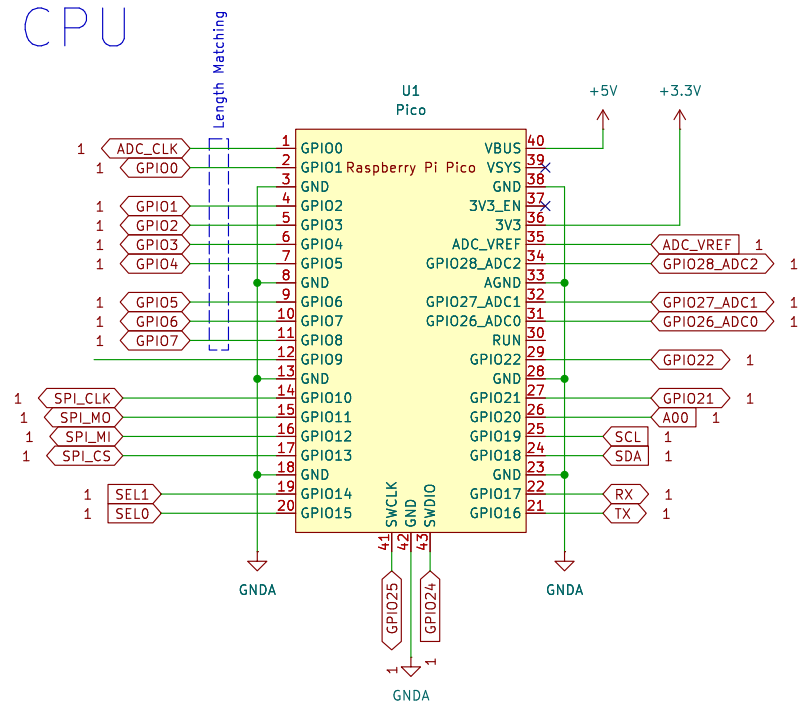 CPU
Length Matching
U1
Pico
+5V
+3.3V
Raspberry Pi Pico
1 ADC_CLK 1 GPIO0
1 GPIO0 2 GPIO1
3 GND
1 GPIO1 4 GPIO2
1 GPIO2 5 GPIO3
1 GPIO3 6 GPIO4
1 GPIO4 7 GPIO5
8 GND
1 GPIO5 9 GPIO6
1 GPIO6 10 GPIO7
1 GPIO7 11 GPIO8
12 GPIO9
13 GND
1 SPI_CLK 14 GPIO10
1 SPI_MO 15 GPIO11
1 SPI_MI 16 GPIO12
1 SPI_CS 17 GPIO13
18 GND
1 SEL1 19 GPIO14
1 SEL0 20 GPIO15
VBUS 40
VSYS 39
GND 38
3V3_EN 37
3V3 36
ADC_VREF 35 ADC_VREF 1
GPIO28_ADC2 34 GPIO28_ADC2 1
AGND 33
GPIO27_ADC1 32 GPIO27_ADC1 1
GPIO26_ADC0 31 GPIO26_ADC0 1
RUN 30
GPIO22 29 GPIO22 1
GND 28
GPIO21 27 GPIO21 1
GPIO20 26 A00 1
GPIO19 25 SCL 1
GPIO18 24 SDA 1
GND 23
GPIO17 22 RX 1
GPIO16 21 TX 1
SWCLK 41 GPIO25 1
GND 42
SWDIO 43 GPIO24 1
GNDA
GNDA
GNDA